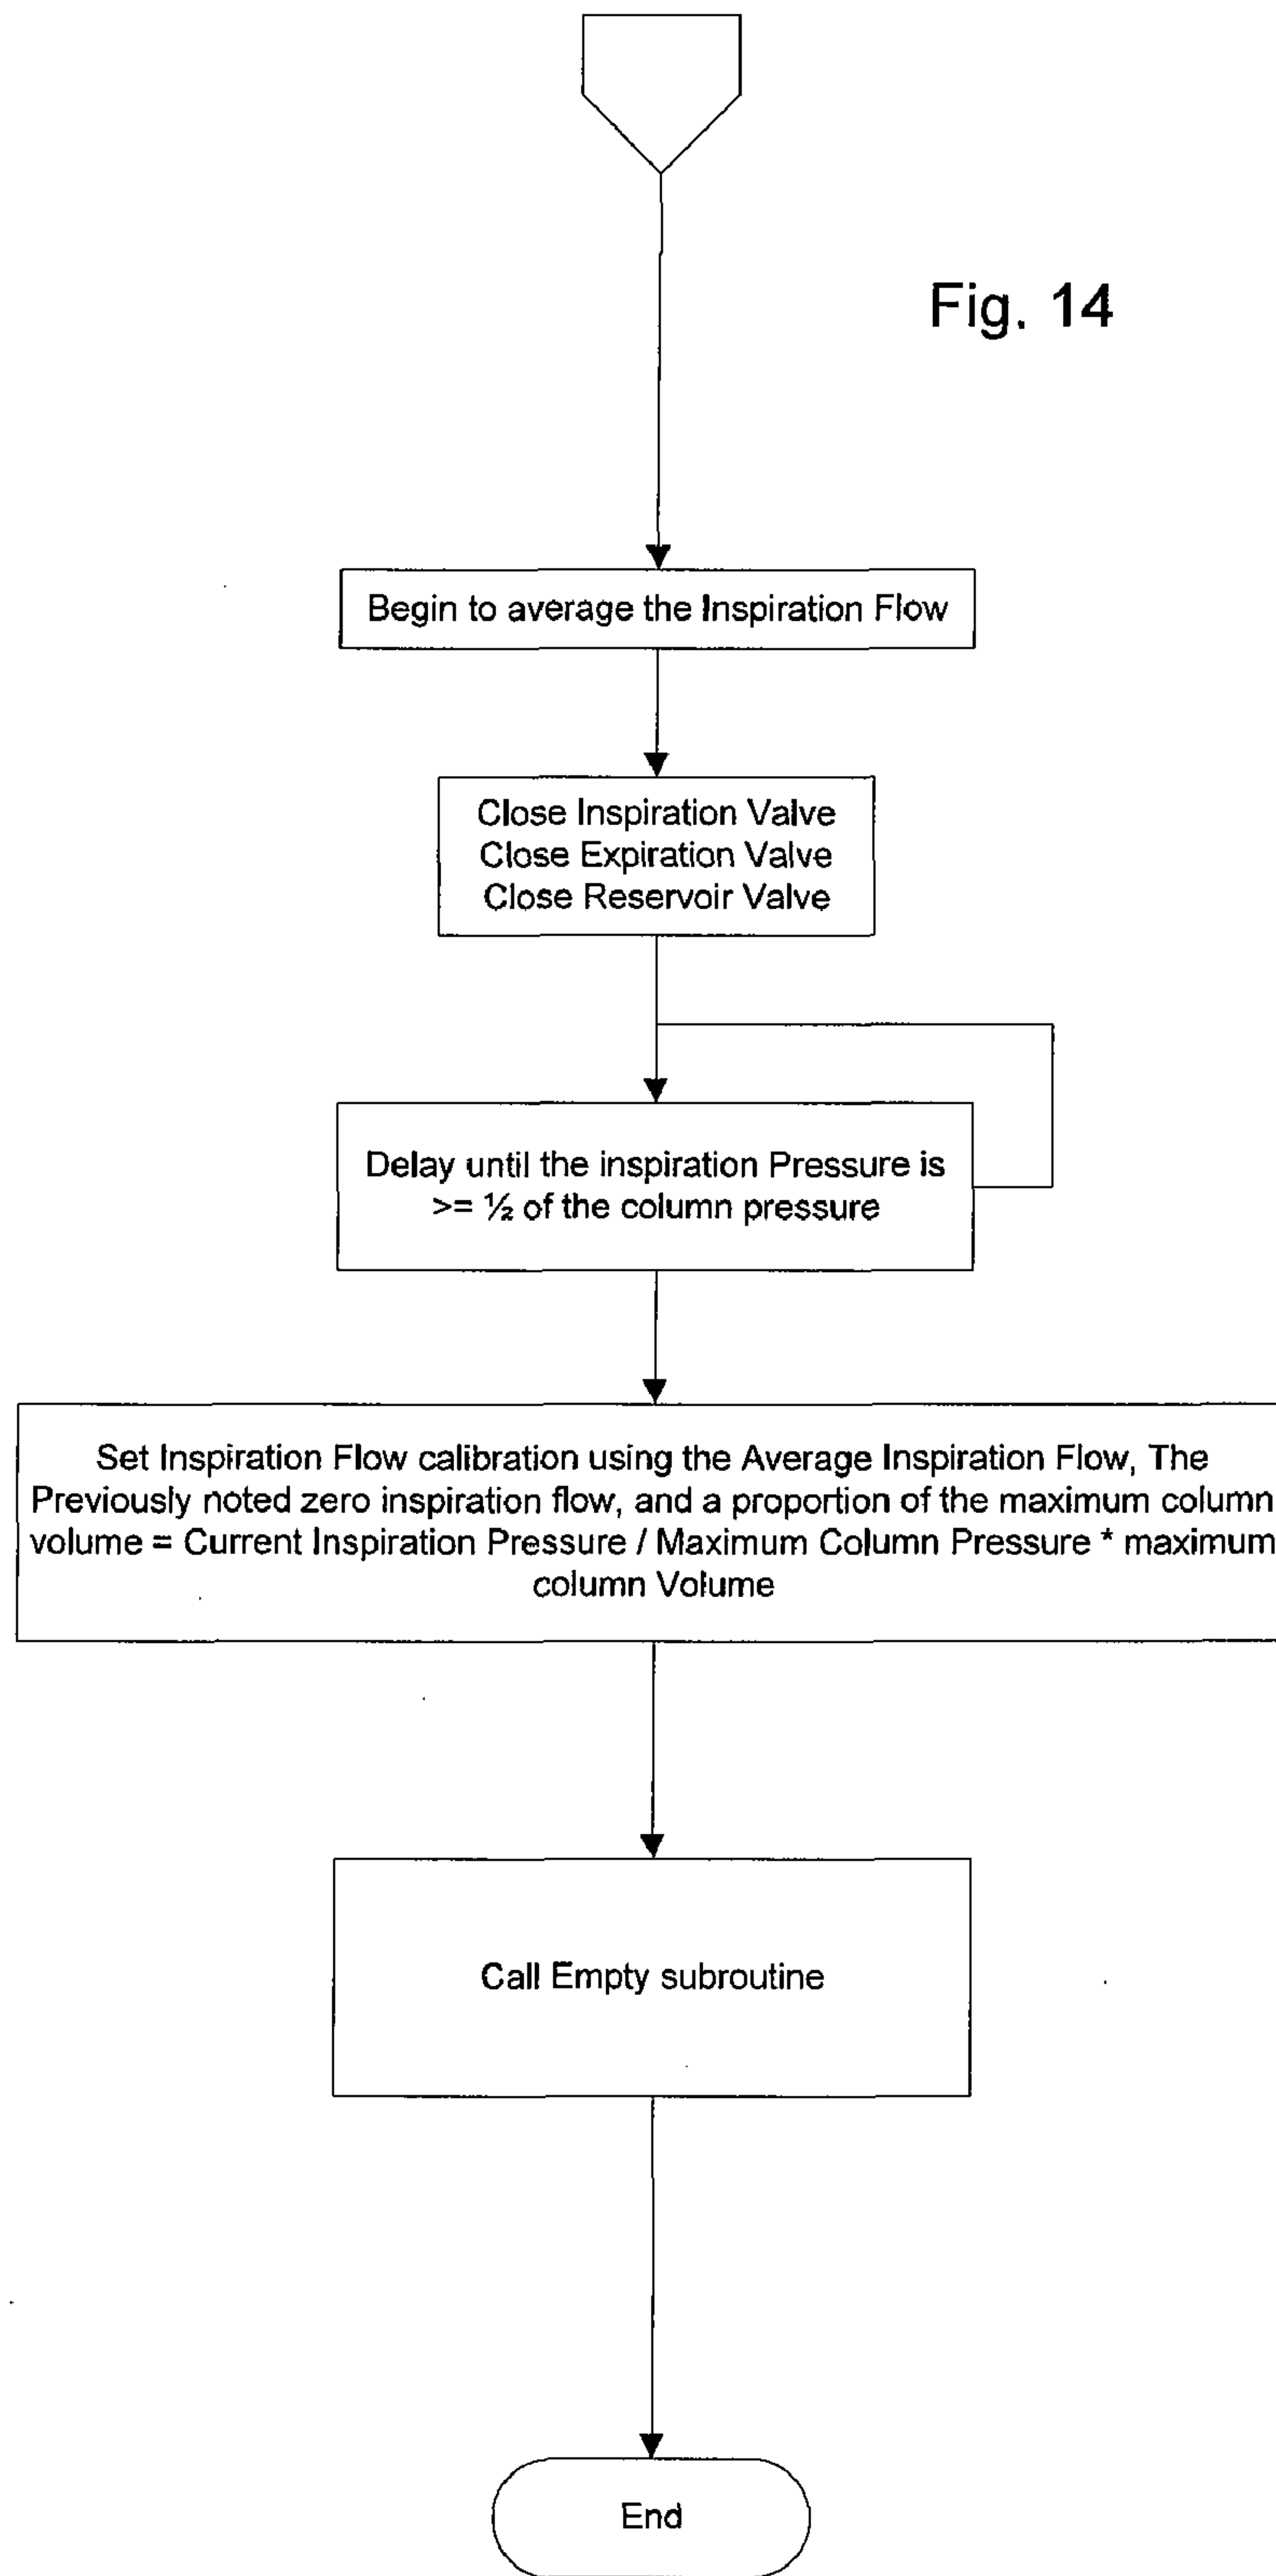 Fig. 14
Begin to average the Inspiration Flow
Close Inspiration Valve
Close Expiration Valve
Close Reservoir Valve
Delay until the inspiration Pressure is
>= ½ of the column pressure
Set Inspiration Flow calibration using the Average Inspiration Flow, The
Previously noted zero inspiration flow, and a proportion of the maximum column
volume = Current Inspiration Pressure / Maximum Column Pressure * maximum
column Volume
Call Empty subroutine
End